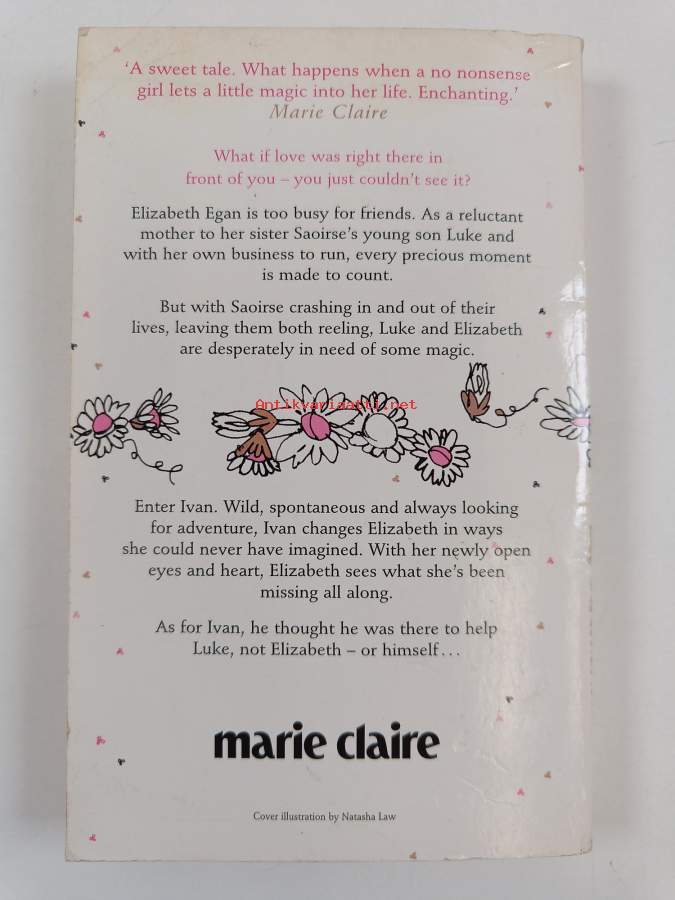 ‘A sweet tale. What happens when a no nonsense
girl lets a little magic into her life. Enchanting.’
Marie Claire
What if love was right there in
front of you – you just couldn’t see it?
Elizabeth Egan is too busy for friends. As a reluctant
mother to her sister Saoirse’s young son Luke and
with her own business to run, every precious moment
is made to count.
But with Saoirse crashing in and out of their
lives, leaving them both reeling, Luke and Elizabeth
are desperately in need of some magic.
Antikvariaatti.net
Enter Ivan. Wild, spontaneous and always looking
for adventure, Ivan changes Elizabeth in ways
she could never have imagined. With her newly open
eyes and heart, Elizabeth sees what she’s been
missing all along.
As for Ivan, he thought he was there to help
Luke, not Elizabeth – or himself...
marie claire
Cover illustration by Natasha Law